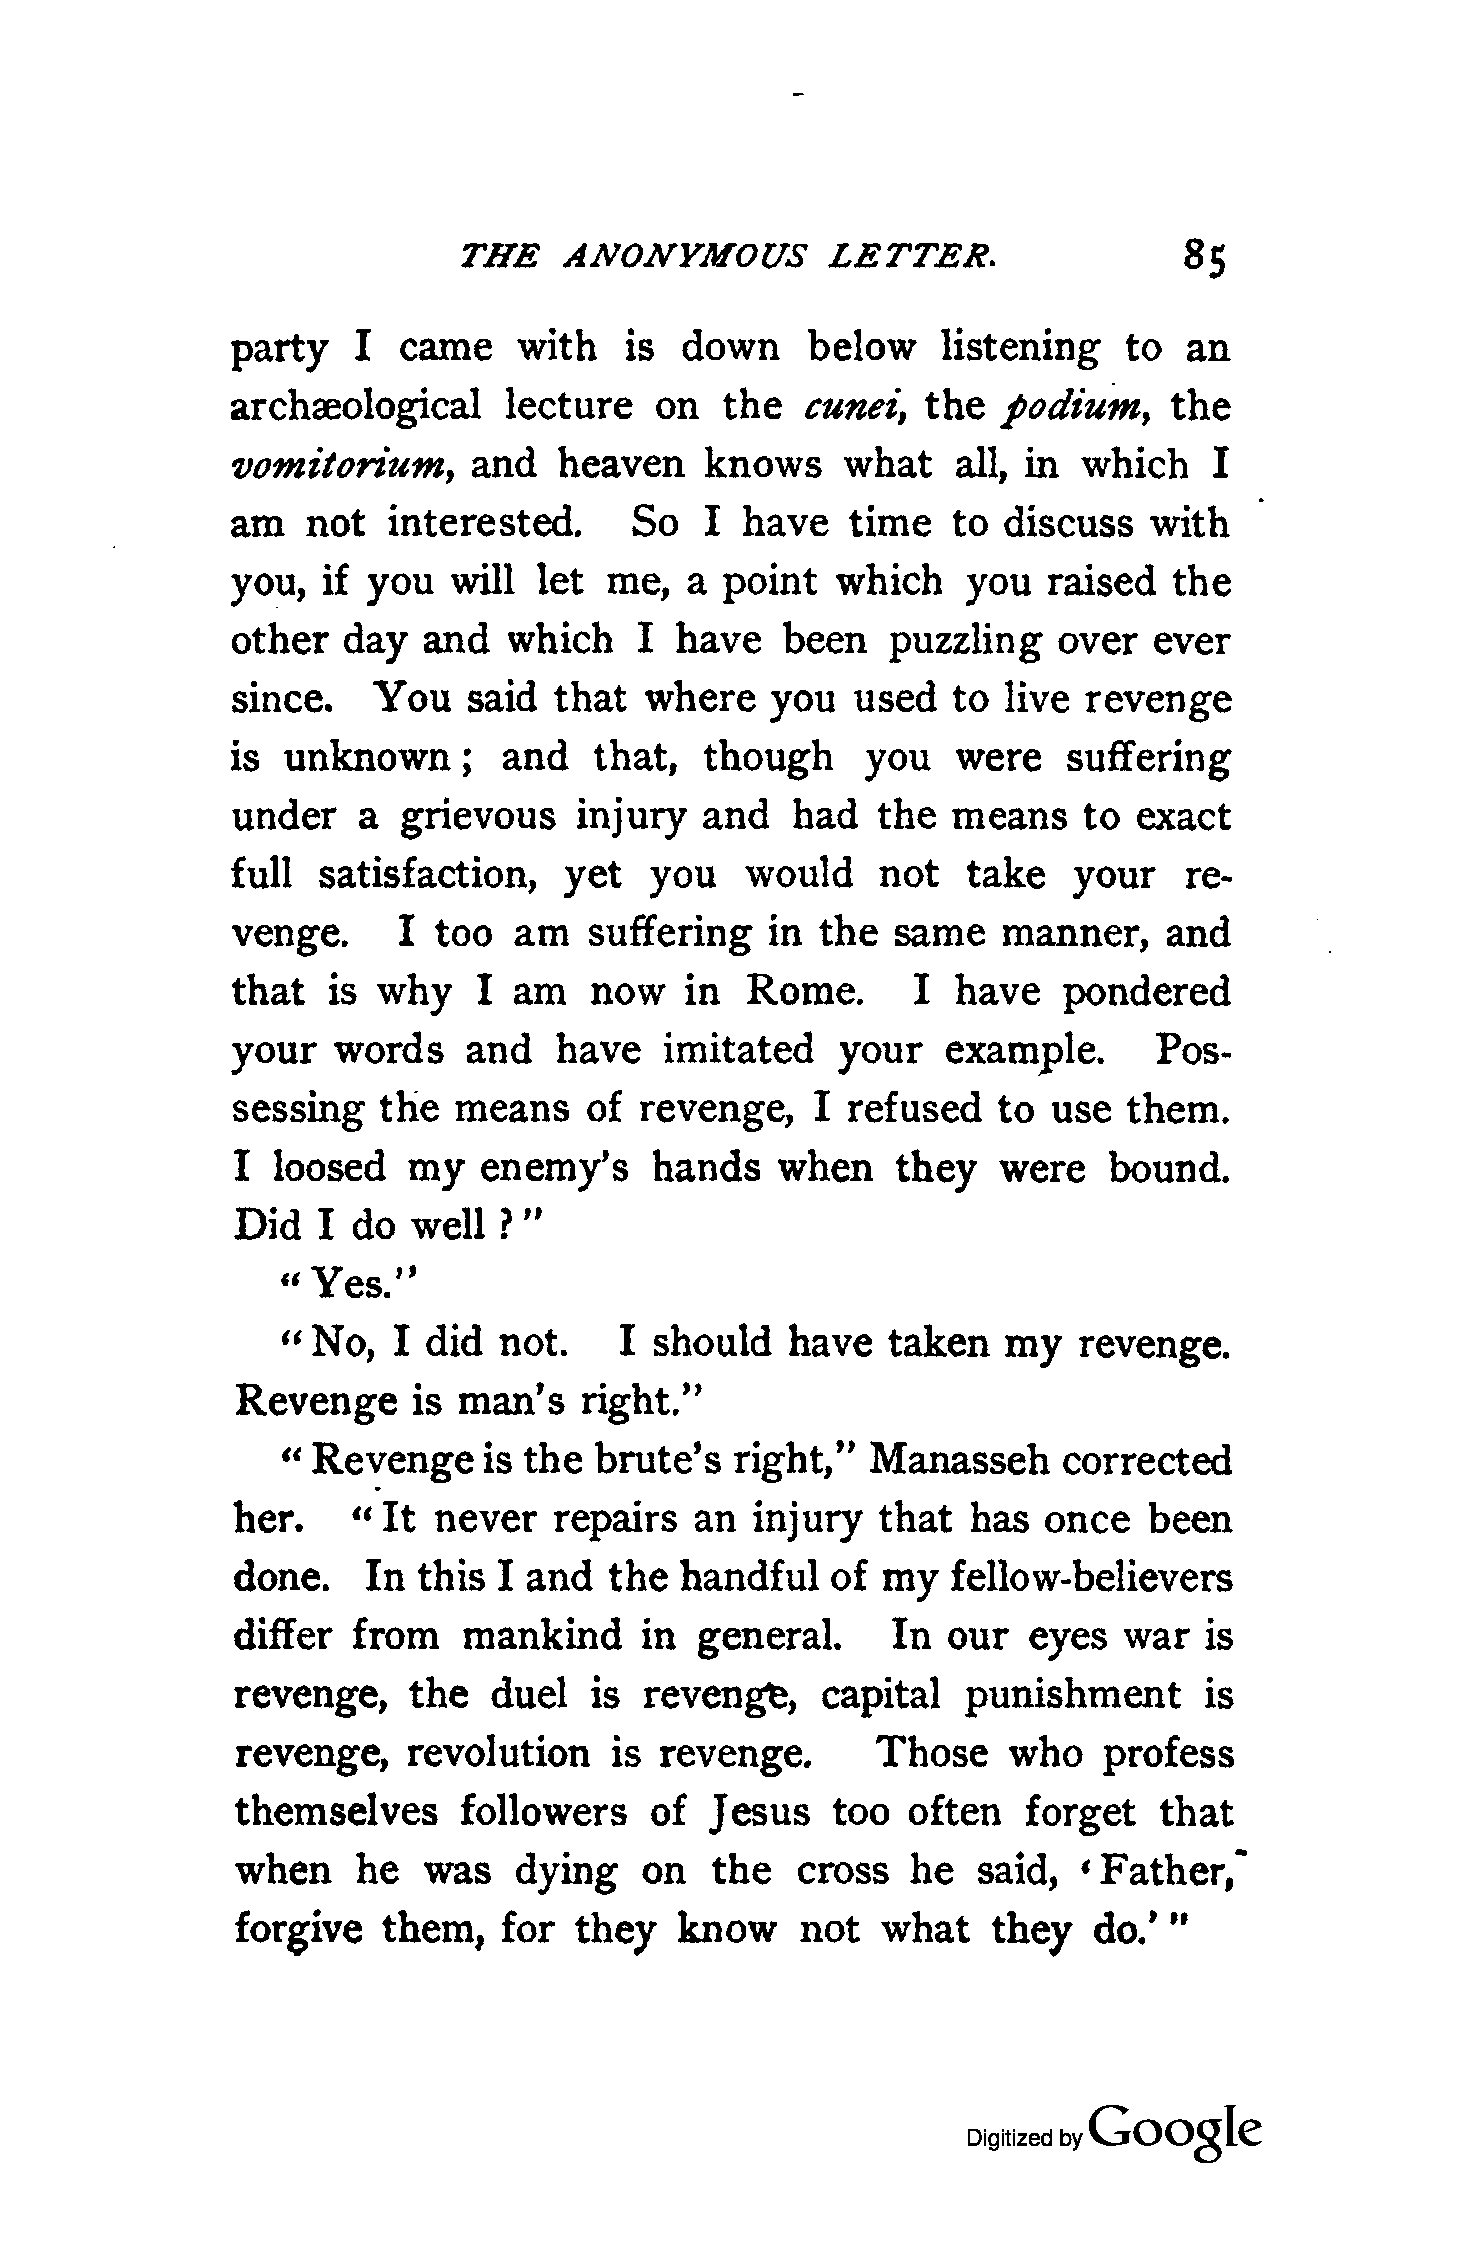 THE ANONYMOUS LETTER. 85
party I came with is down below listening to an
archæological lecture on the cunei, the podium, the
vomitorium, and heaven knows what all, in which I
am not interested. So I have time to discuss with
you, if you will let me, a point which you raised the
other day and which I have been puzzling over ever
since. You said that where you used to live revenge
is unknown ; and that, though you were suffering
under a grievous injury and had the means to exact
full satisfaction, yet you would not take your re-
venge. I too am suffering in the same manner, and
that is why I am now in Rome. I have pondered
your words and have imitated your example. Pos-
sessing the means of revenge, I refused to use them.
I loosed my enemy's hands when they were bound.
Did I do well ? "
" Yes."
" No, I did not. I should have taken my revenge.
Revenge is man's right."
" Revenge is the brute's right," Manasseh corrected
her. " It never repairs an injury that has once been
done. In this I and the handful of my fellow-believers
differ from mankind in general. In our eyes war is
revenge, the duel is revenge, capital punishment is
revenge, revolution is revenge. Those who profess
themselves followers of Jesus too often forget that
when he was dying on the cross he said, ' Father,
forgive them, for they know not what they do.' "
Digitized by Google